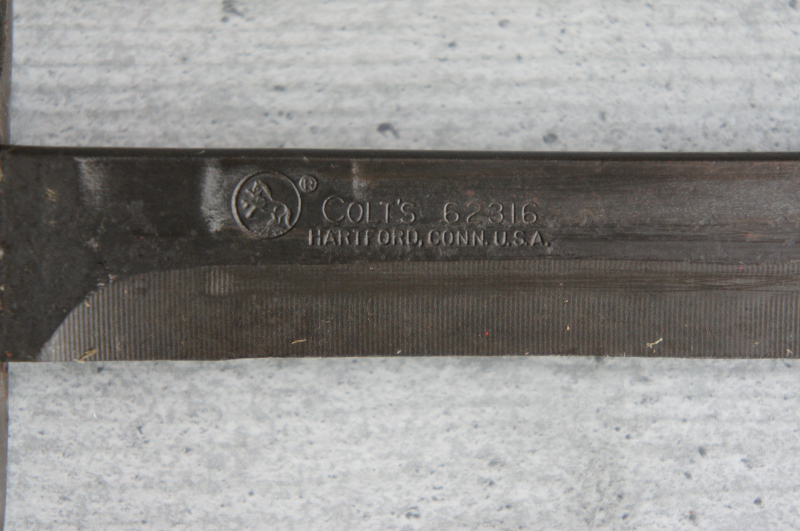 ® COLT'S 62316
HARTFORD, CONN. U.S.A.